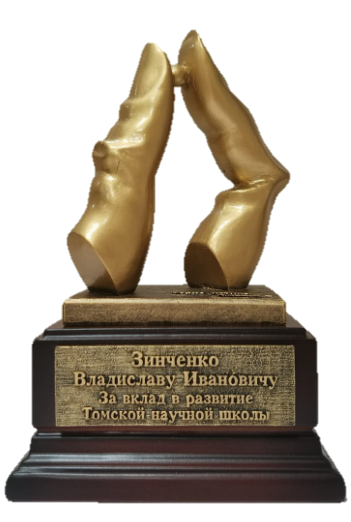 Зинченко
Владиславу Ивановичу
За вклад в развитие
Томской научной школы